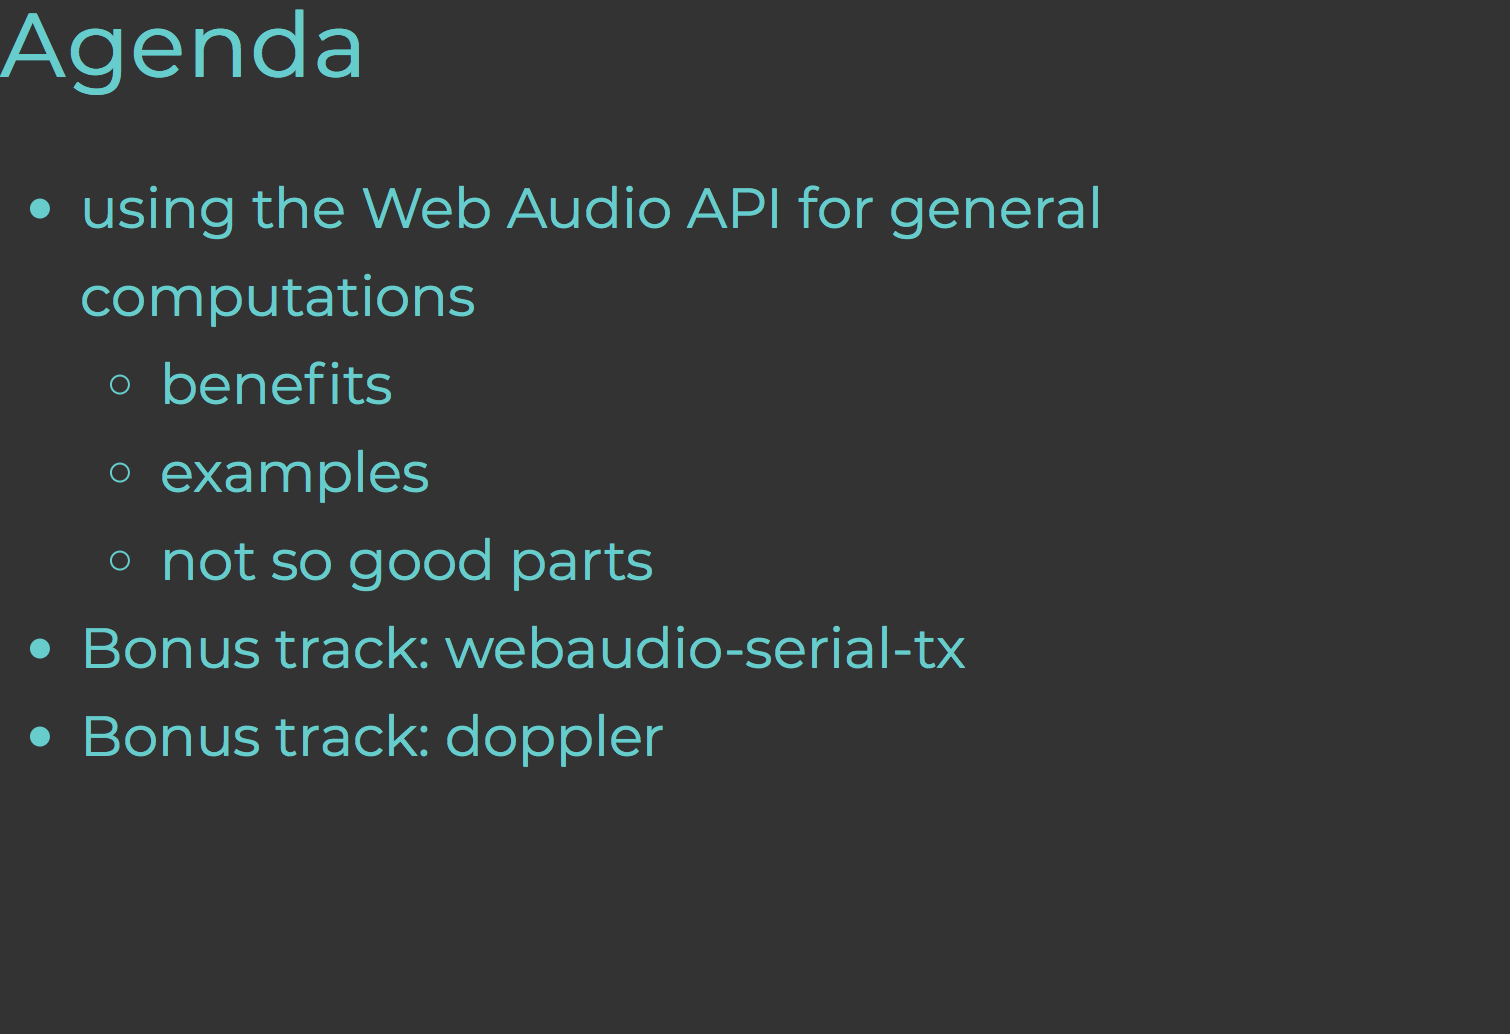 Agenda
using the Web Audio API for general
computations
benefits
examples
not so good parts
Bonus track: webaudio-serial-tx
Bonus track: doppler